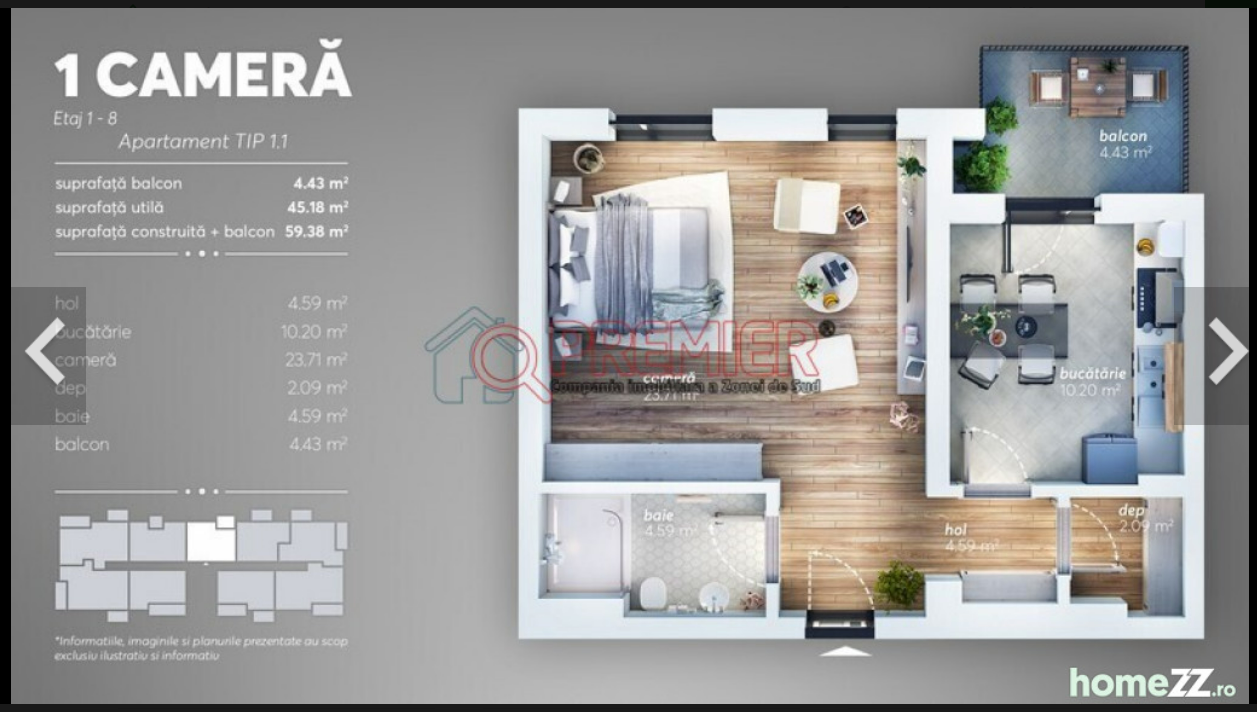 1 CAMERĂ
Etaj 1 - 8
Apartament TIP 1.1
suprafață balcon 4.43 m²
suprafață utilă 45.18 m²
suprafață construită + balcon 59.38 m²
hol 4.59 m²
bucătărie 10.20 m²
cameră 23.71 m²
dep 2.09 m²
baie 4.59 m²
balcon 4.43 m²
*Informatiile, imaginile si planurile prezentate au scop
exclusiv ilustrativ si informativ
balcon
4.43 m²
bucătărie
10.20 m²
PREMIER
Compania imobiliara a Zonei de Sud
cameră
23.71 m²
baie
4.59 m²
hol
4.59 m²
dep
2.09 m²
homeZZ.ro